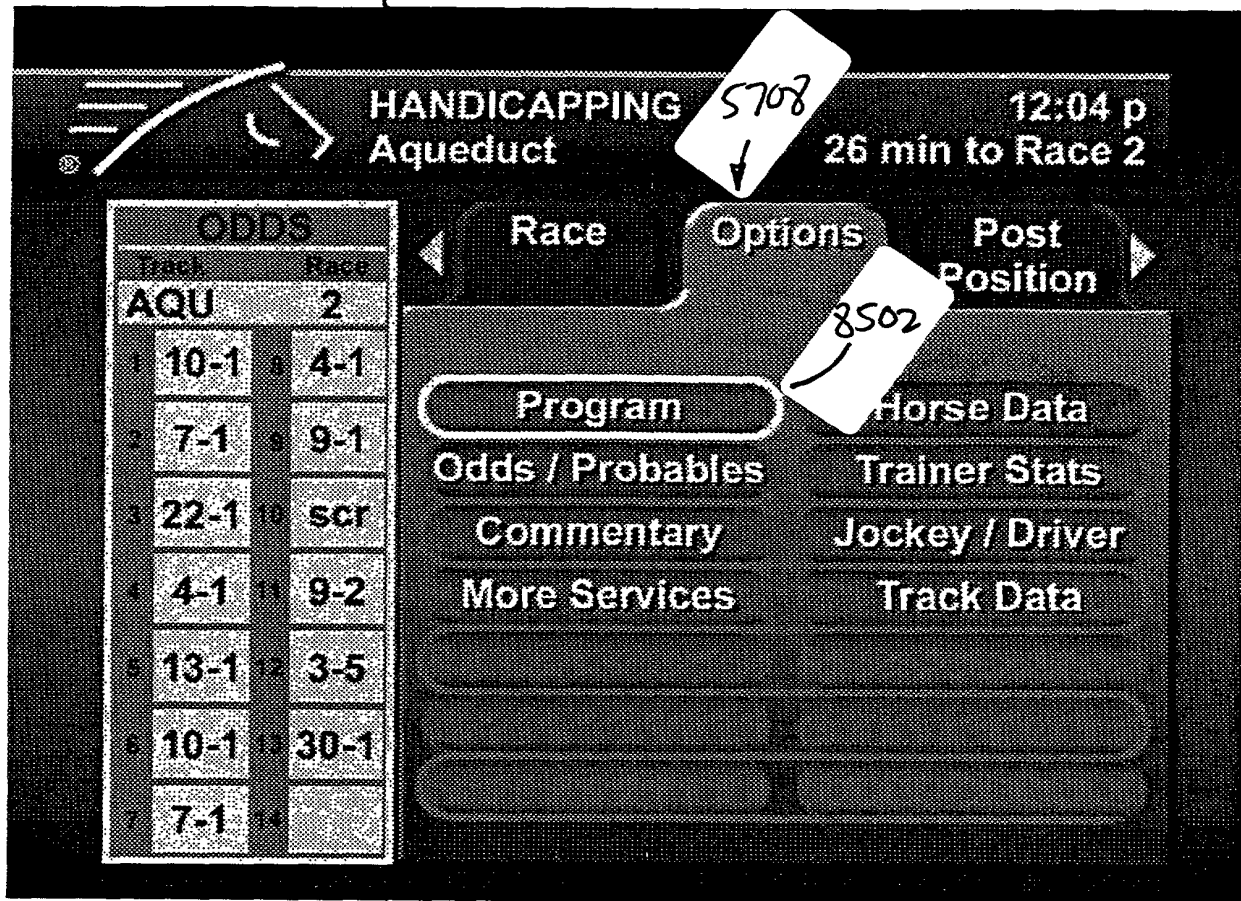 HANDICAPPING
Aqueduct
5708
12:04 p
26 min to Race 2
ODDS
Track Race
AQU 2
1 10-1 8 4-1
2 7-1 9 9-1
3 22-1 10 scr
4 4-1 11 9-2
5 13-1 12 3-5
6 10-1 13 30-1
7 7-1 14
Race
Options
Post
Position
8502
Program Horse Data
Odds / Probables Trainer Stats
Commentary Jockey / Driver
More Services Track Data